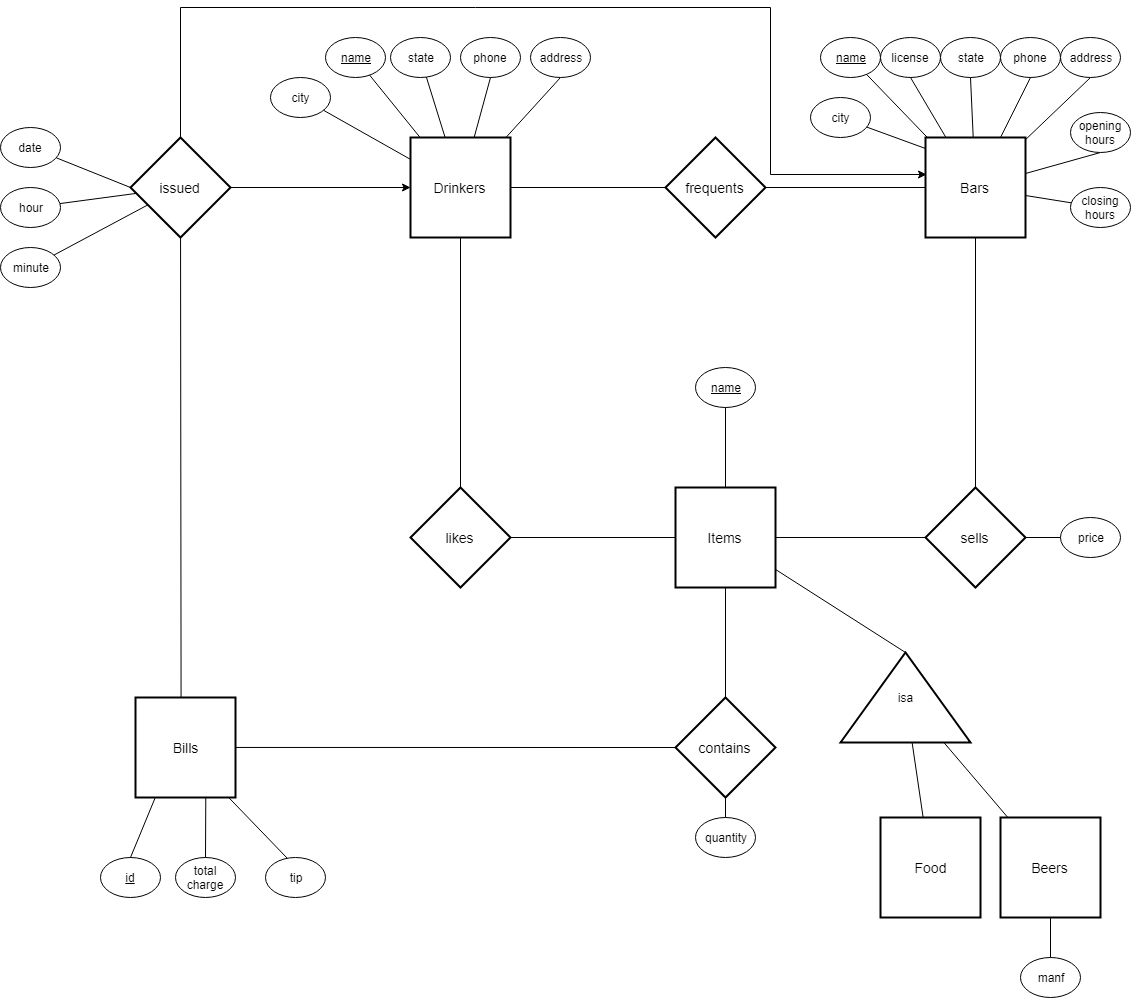 name
state
phone
address
name
license
state
phone
address
city
city
opening
hours
date
issued
Drinkers
frequents
Bars
hour
closing
hours
minute
name
likes
Items
sells
price
isa
Bills
contains
quantity
id
total
charge
tip
Food
Beers
manf